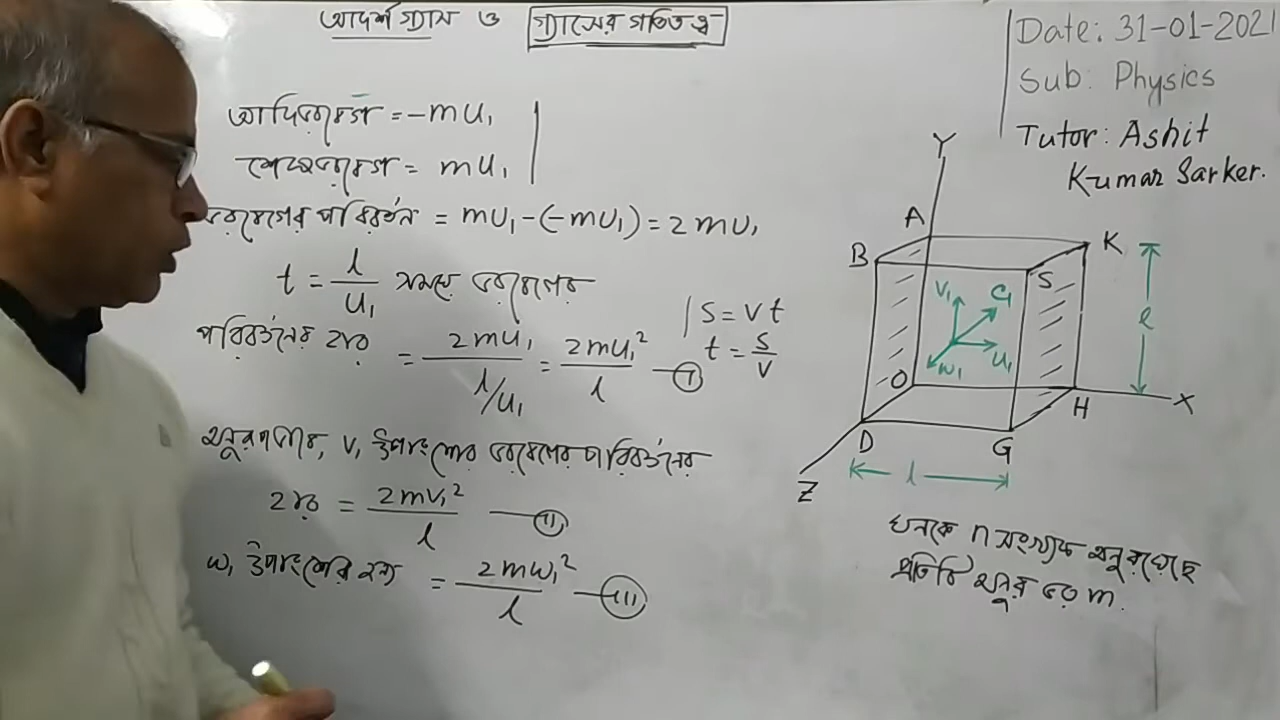 আদর্শ গ্যাস ও গ্যাসের গতিতত্ত্ব
Date: 31-01-2021
Sub: Physics
Tutor: Ashit
Kumar Sarker.
আদিভরবেগ = -mu₁
শেষভরবেগ = mu₁
ভরবেগের পরিবর্তন = mu₁-(-mu₁) = 2mu₁
t = l/u₁ সময়ে ভরবেগের
পরিবর্তনের হার = 2mu₁ / l/u₁ = 2mu₁²/l — I
S = vt
t = S/v
অনুরূপভাবে, v₁ উপাংশের ভরবেগের পরিবর্তনের
হার = 2mv₁²/l — II
w₁ উপাংশের জন্য = 2mw₁²/l — III
Y
A
B
K
S
V₁
C₁
U₁
W₁
l
O
H
X
D
G
Z
l
ঘনকে n সংখ্যক অনু রয়েছে
প্রতিটি অনুর ভর m.